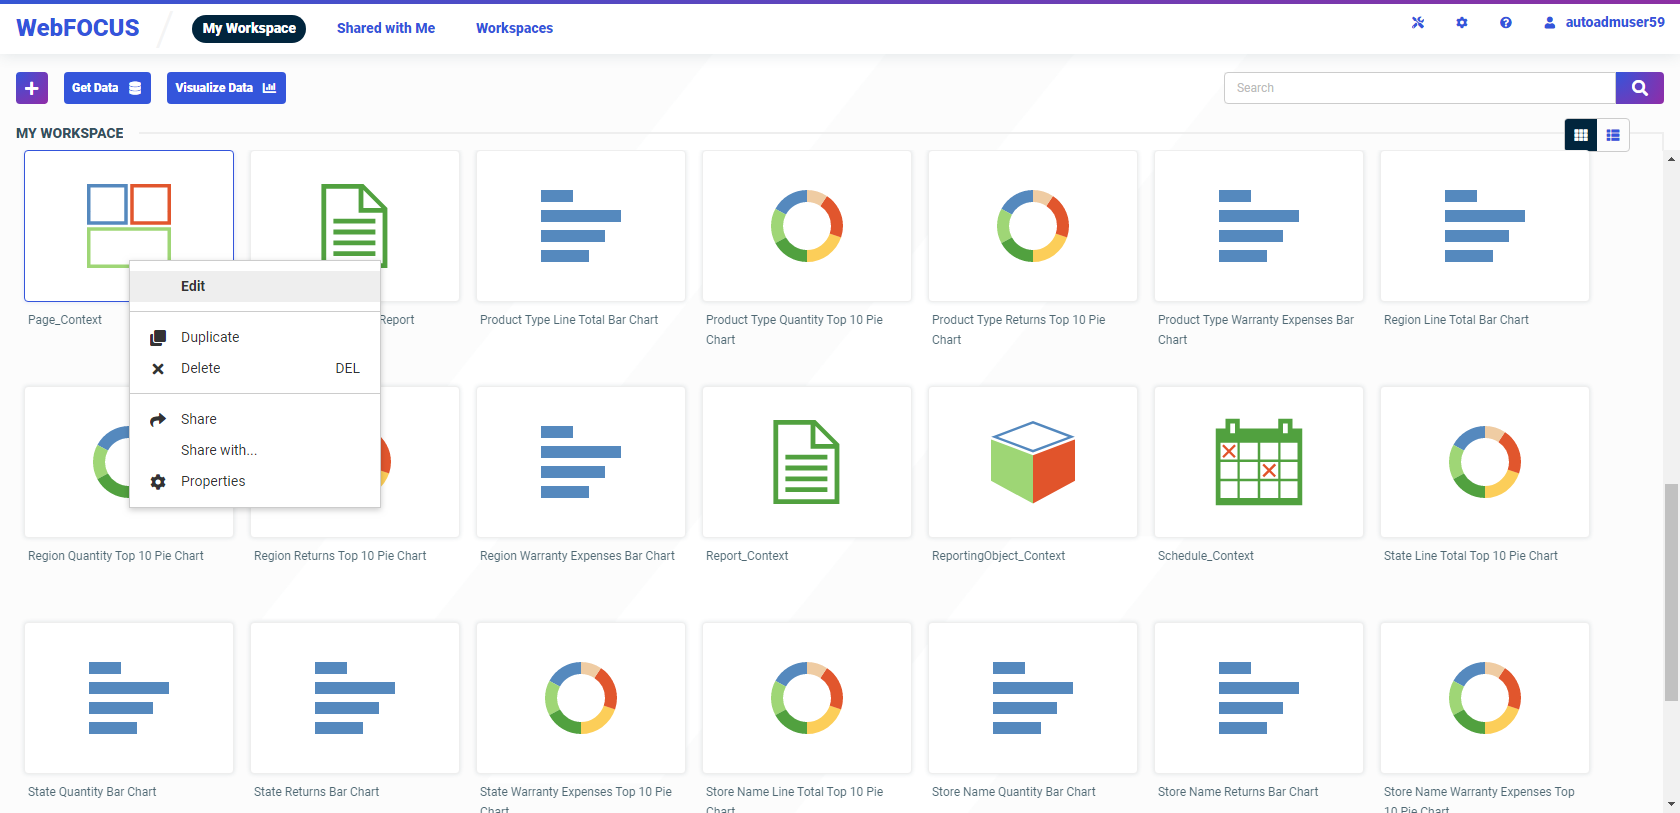 WebFOCUS
My Workspace
Shared with Me
Workspaces
autoadmuser59
Get Data
Visualize Data
Search
MY WORKSPACE
Page_Context
Report
Product Type Line Total Bar Chart
Product Type Quantity Top 10 Pie
Chart
Product Type Returns Top 10 Pie
Chart
Product Type Warranty Expenses Bar
Chart
Region Line Total Bar Chart
Edit
Duplicate
Delete DEL
Share
Share with...
Properties
Region Quantity Top 10 Pie Chart
Region Returns Top 10 Pie Chart
Region Warranty Expenses Bar Chart
Report_Context
ReportingObject_Context
Schedule_Context
State Line Total Top 10 Pie Chart
State Quantity Bar Chart
State Returns Bar Chart
State Warranty Expenses Top 10 Pie
Chart
Store Name Line Total Top 10 Pie
Chart
Store Name Quantity Bar Chart
Store Name Returns Bar Chart
Store Name Warranty Expenses Top
10 Pie Chart